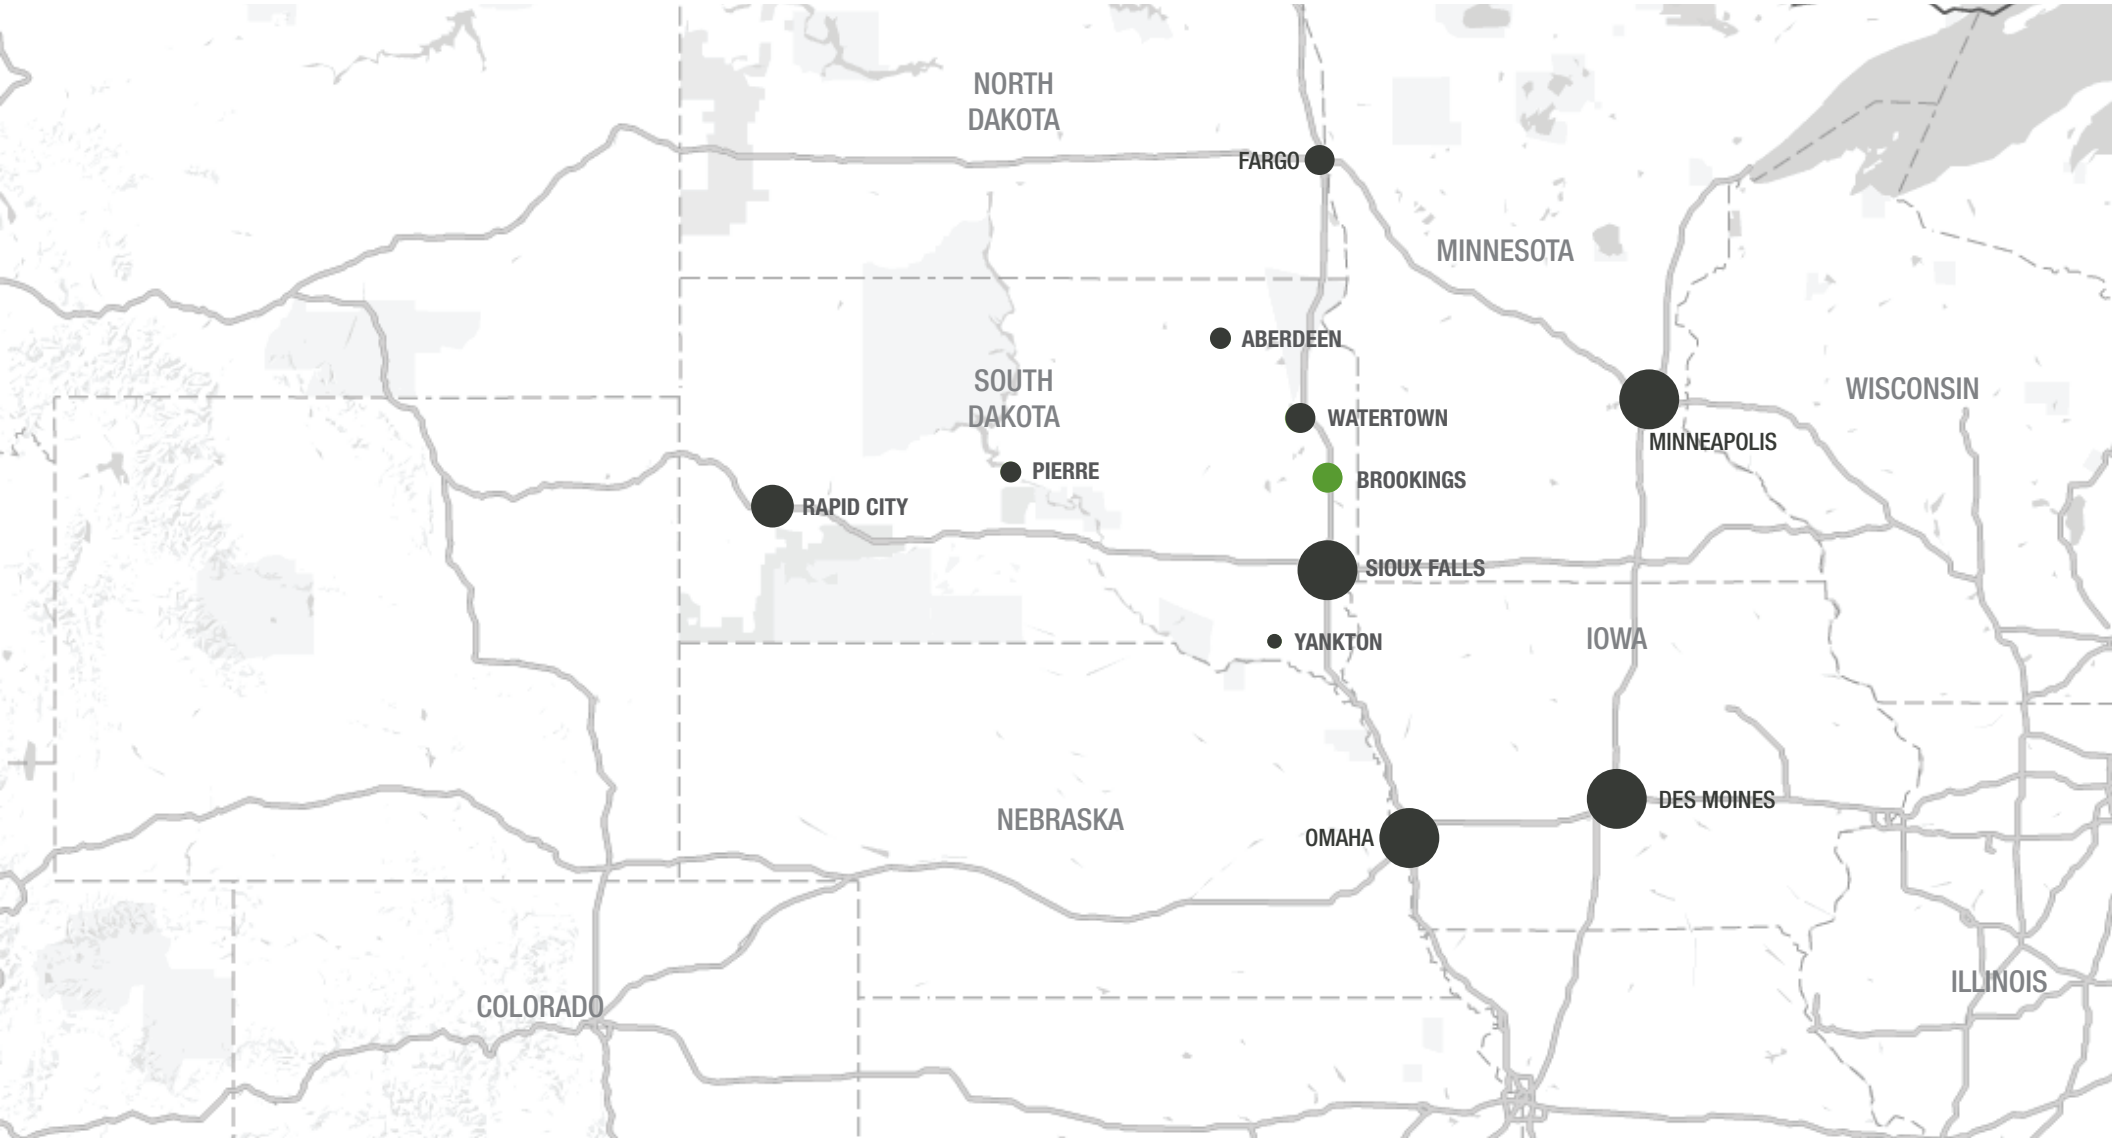 NORTH
DAKOTA
FARGO
MINNESOTA
ABERDEEN
SOUTH
DAKOTA
WISCONSIN
WATERTOWN
MINNEAPOLIS
PIERRE
BROOKINGS
RAPID CITY
SIOUX FALLS
YANKTON
IOWA
DES MOINES
NEBRASKA
OMAHA
ILLINOIS
COLORADO